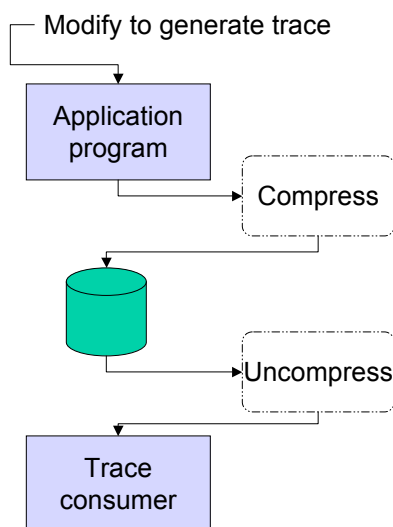 Modify to generate trace
Application
program
Compress
Uncompress
Trace
consumer